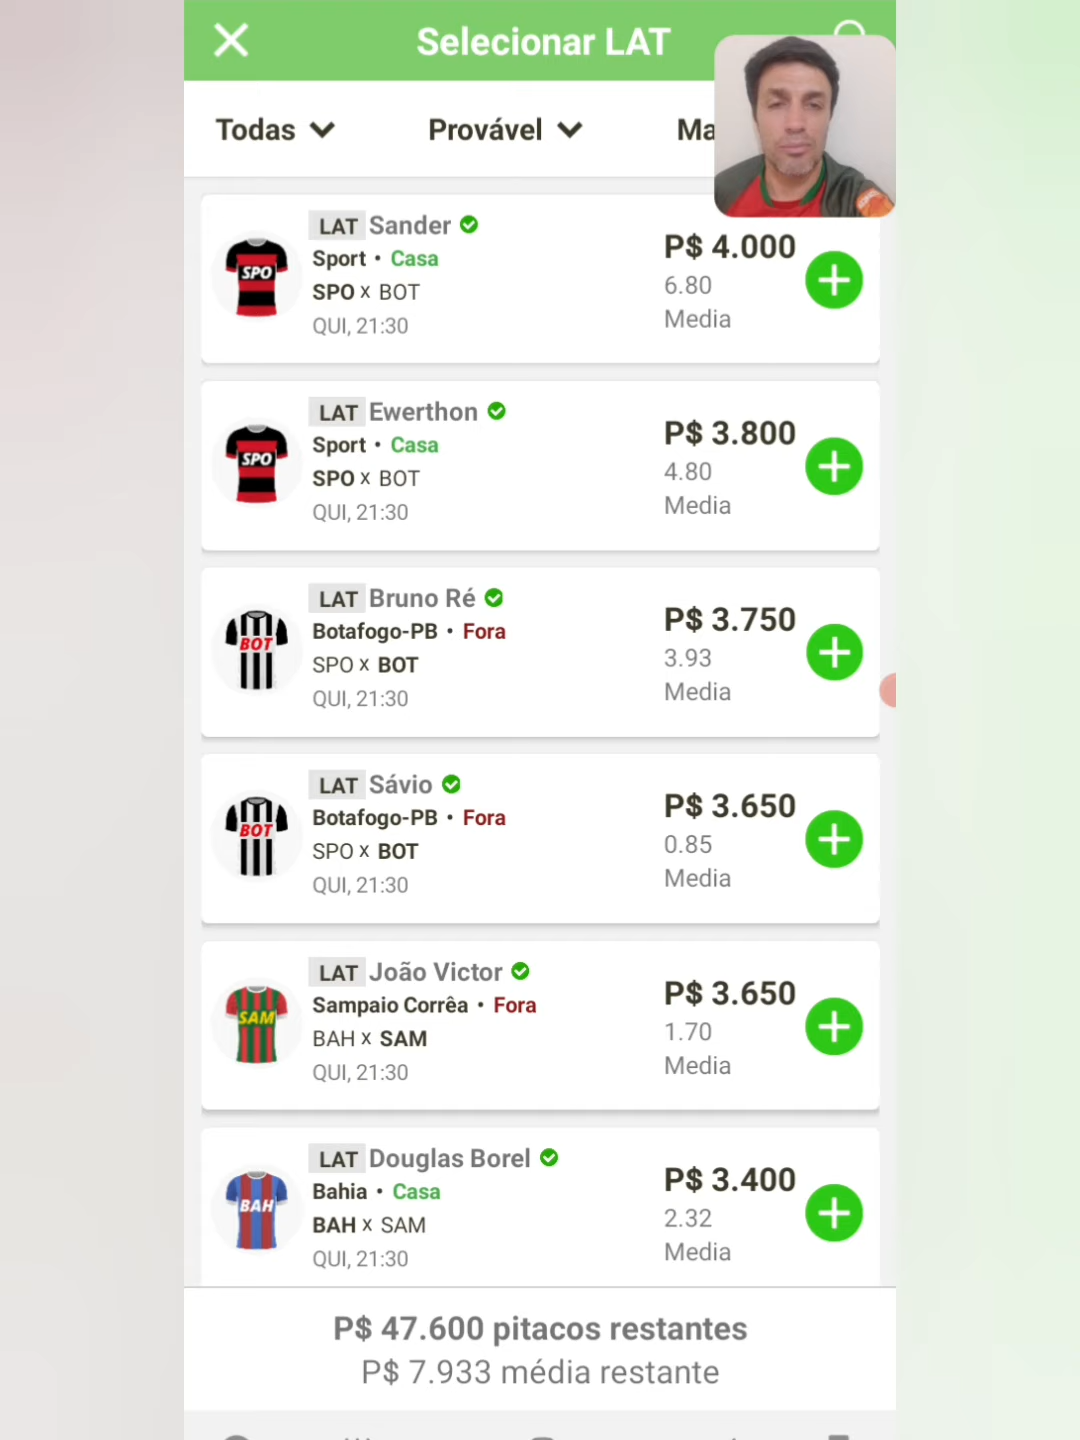 Selecionar LAT
Todas
Provável
Ma
LAT Sander
Sport • Casa
SPO x BOT
QUI, 21:30
P$ 4.000
6.80
Media
SPO
LAT Ewerthon
Sport • Casa
SPO x BOT
QUI, 21:30
P$ 3.800
4.80
Media
SPO
LAT Bruno Ré
Botafogo-PB • Fora
SPO x BOT
QUI, 21:30
P$ 3.750
3.93
Media
BOT
LAT Sávio
Botafogo-PB • Fora
SPO x BOT
QUI, 21:30
P$ 3.650
0.85
Media
BOT
LAT João Victor
Sampaio Corrêa • Fora
BAH x SAM
QUI, 21:30
P$ 3.650
1.70
Media
SAM
LAT Douglas Borel
Bahia • Casa
BAH x SAM
QUI, 21:30
P$ 3.400
2.32
Media
BAH
P$ 47.600 pitacos restantes
P$ 7.933 média restante